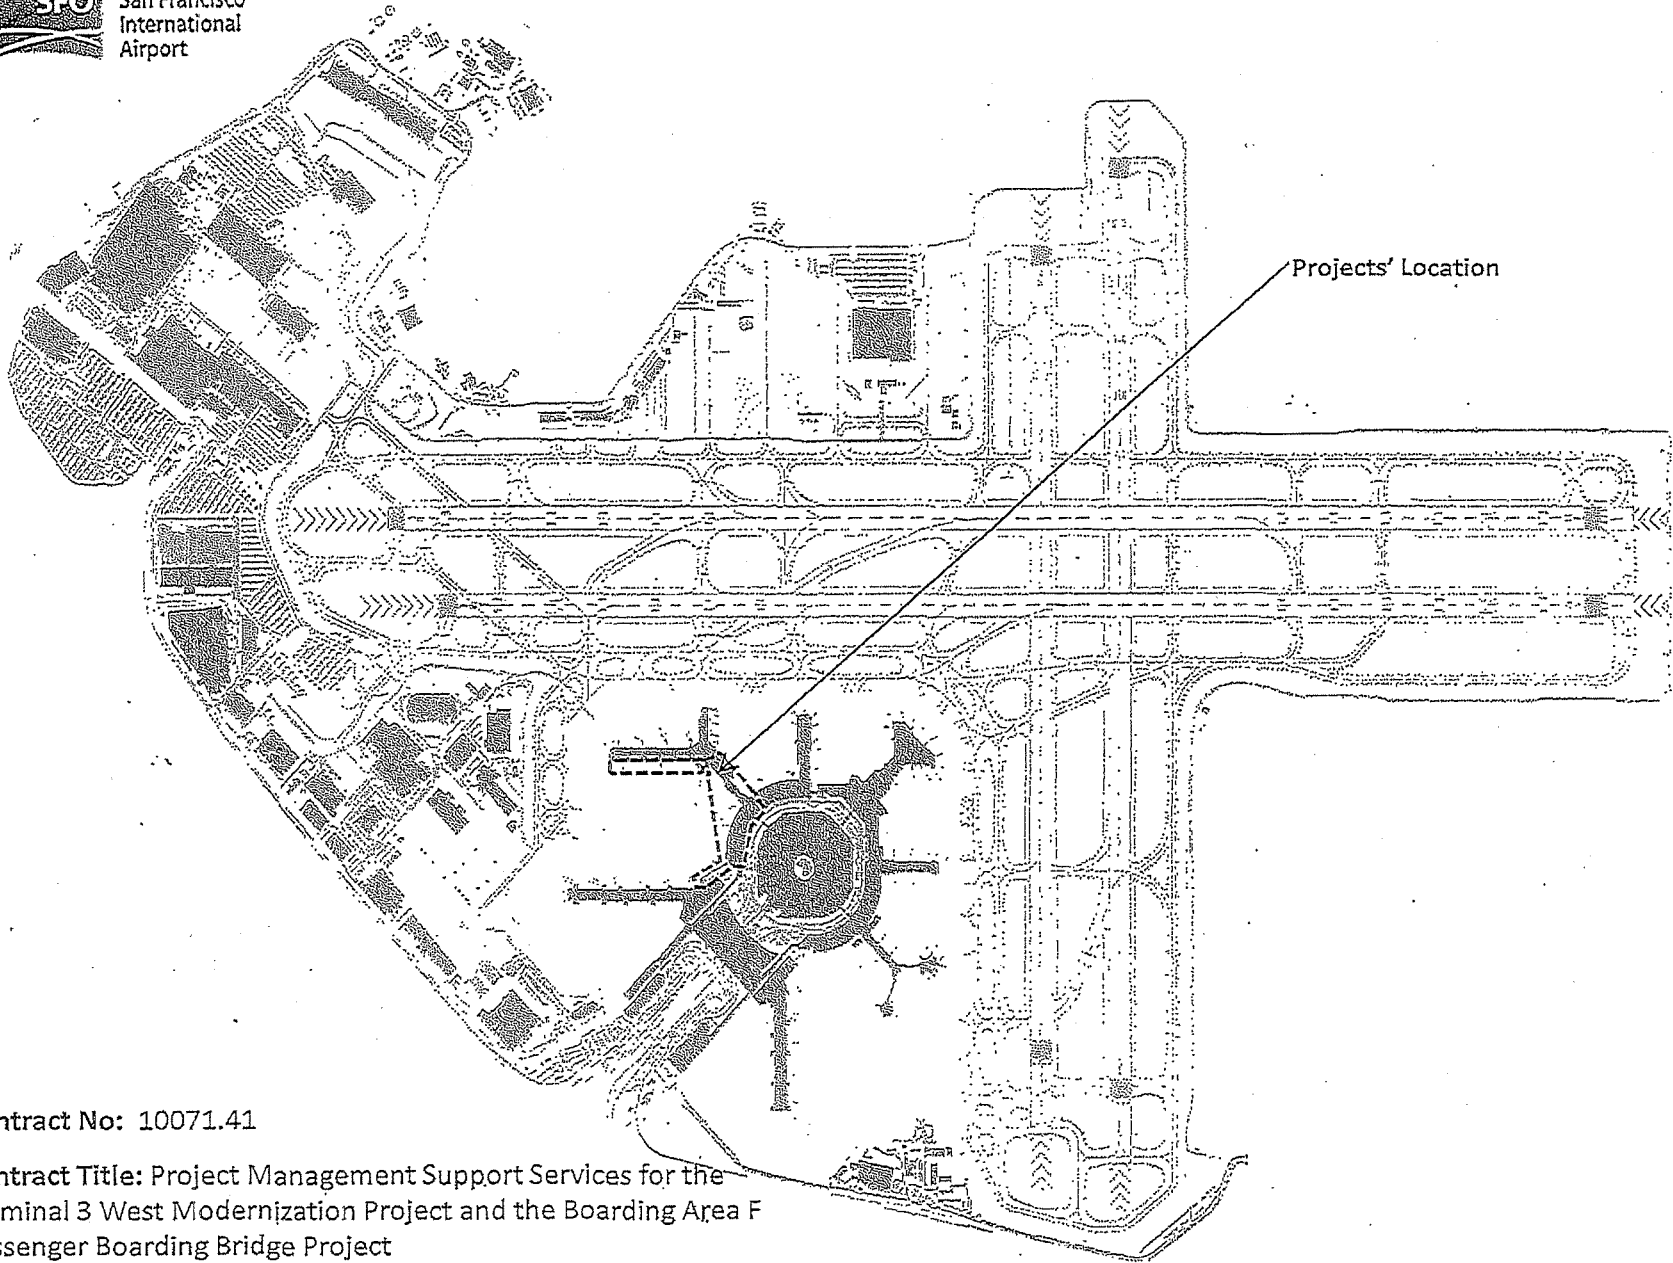 SFO
San Francisco
International
Airport
Projects' Location
ntract No: 10071.41
ntract Title: Project Management Support Services for the
minal 3 West Modernization Project and the Boarding Area F
ssenger Boarding Bridge Project